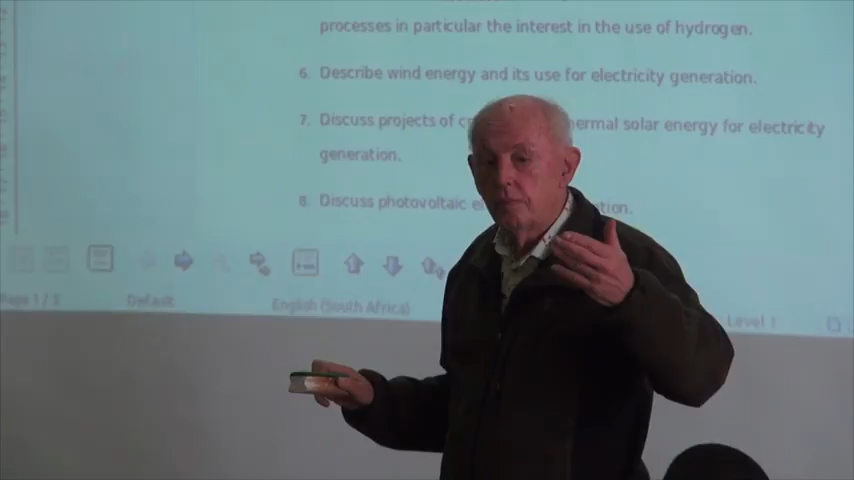 processes in particular the interest in the use of hydrogen.
6. Describe wind energy and its use for electricity generation.
7. Discuss projects of ermal solar energy for electricity
generation.
8. Discuss photovoltaic tion.
Page 1 / 3 Default English (South Africa) Level 1